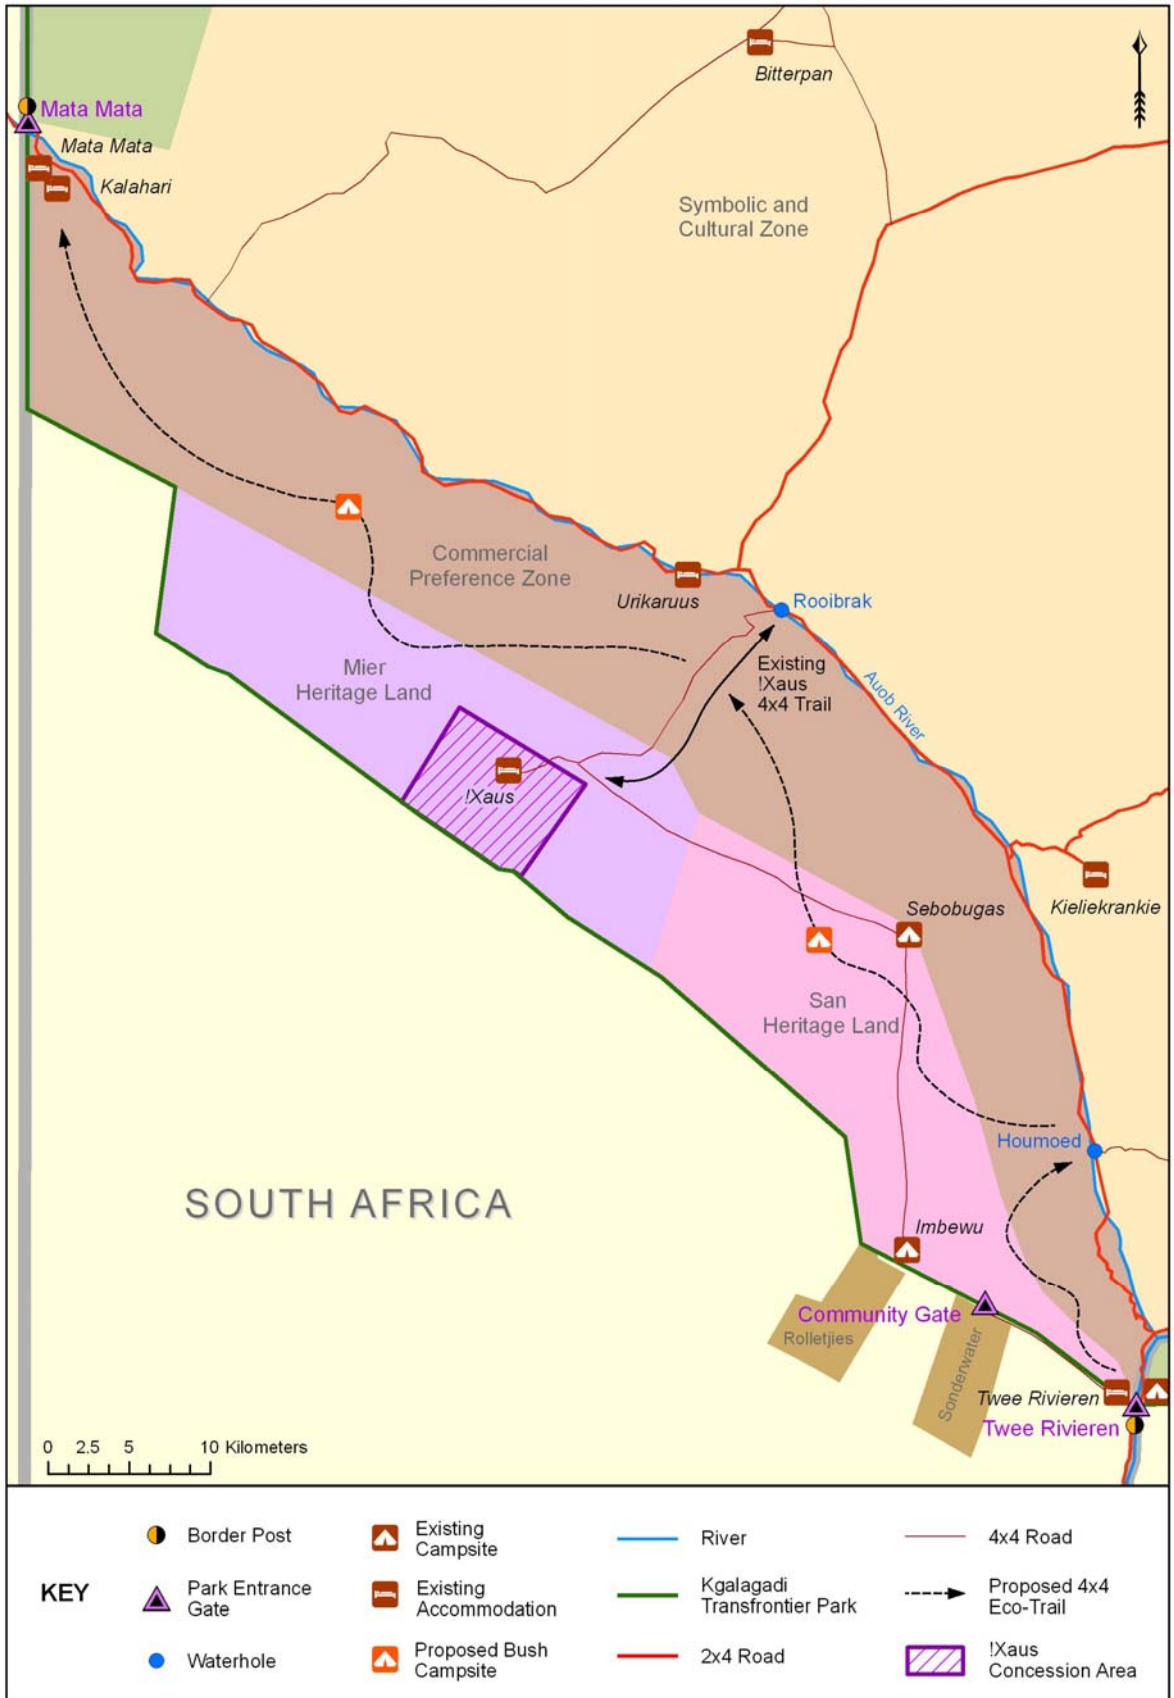 Bitterpan
Mata Mata
Mata Mata
Kalahari
Symbolic and
Cultural Zone
Commercial
Preference Zone
Urikaruus
Rooibrak
Existing
!Xaus
4x4 Trail
Auob River
Mier
Heritage Land
!Xaus
Kieliekrankie
Sebobugas
San
Heritage Land
Houmoed
SOUTH AFRICA
Imbewu
Community Gate
Rolletjies
Sonderwater
Twee Rivieren
Twee Rivieren
0 2.5 5 10 Kilometers
KEY
Border Post
Park Entrance
Gate
Waterhole
Existing
Campsite
Existing
Accommodation
Proposed Bush
Campsite
River
Kgalagadi
Transfrontier Park
2x4 Road
4x4 Road
Proposed 4x4
Eco-Trail
!Xaus
Concession Area